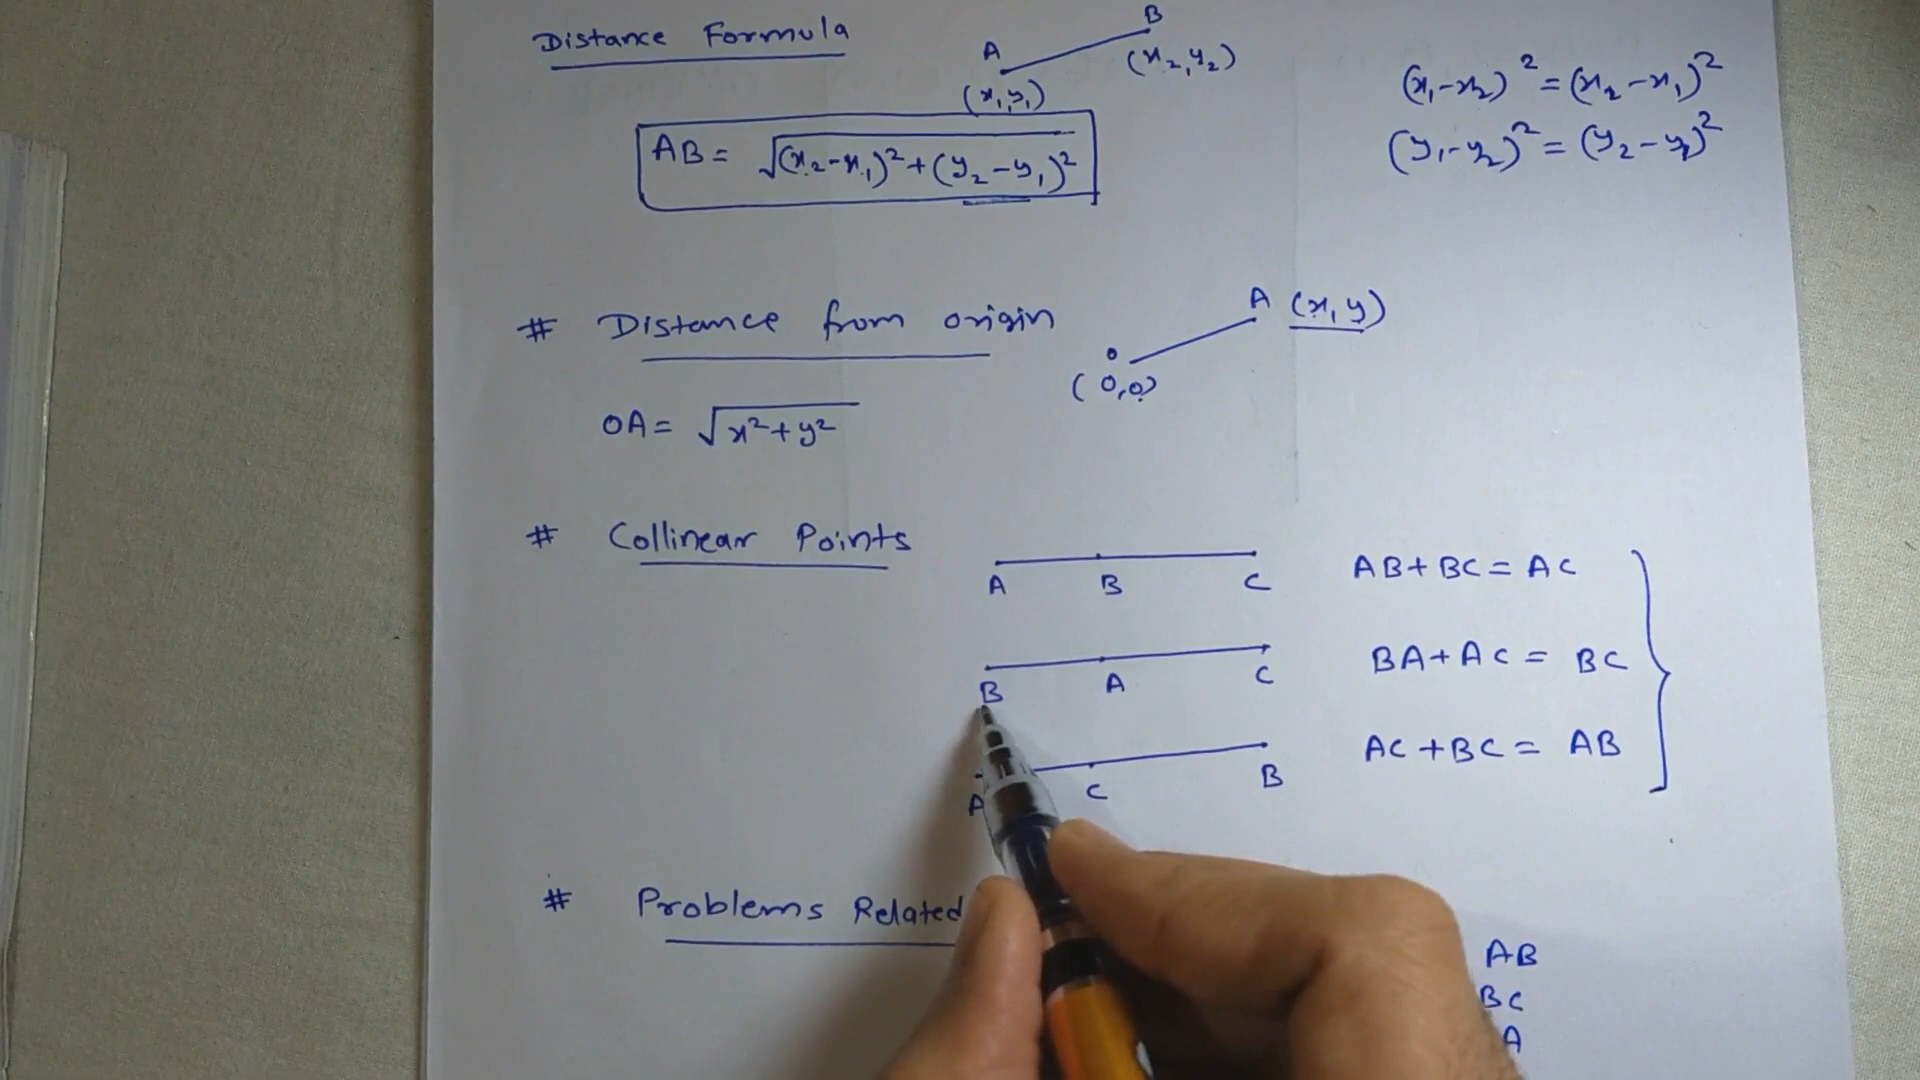 Distance Formula
A B
(x₁,y₁) (x₂,y₂)
AB = √(x₂-x₁)²+(y₂-y₁)²
(x₁-x₂)²=(x₂-x₁)²
(y₁-y₂)²=(y₂-y₁)²
# Distance from origin
O A (x,y)
(0,0)
OA = √x²+y²
# Collinear Points
A B C AB+BC = AC
B A C BA+AC = BC
A C B AC+BC = AB
# Problems Related
AB
BC
A